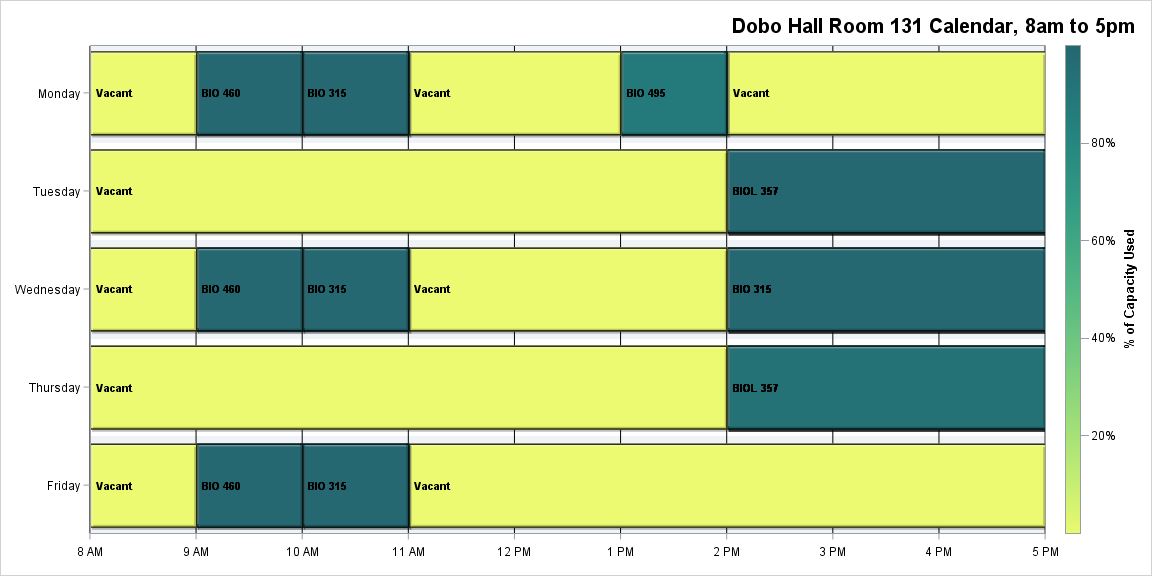 Dobo Hall Room 131 Calendar, 8am to 5pm
Monday
Vacant
BIO 460
BIO 315
Vacant
BIO 495
Vacant
Tuesday
Vacant
BIOL 357
Wednesday
Vacant
BIO 460
BIO 315
Vacant
BIO 315
Thursday
Vacant
BIOL 357
Friday
Vacant
BIO 460
BIO 315
Vacant
8 AM
9 AM
10 AM
11 AM
12 PM
1 PM
2 PM
3 PM
4 PM
5 PM
80%
60%
40%
20%
% of Capacity Used